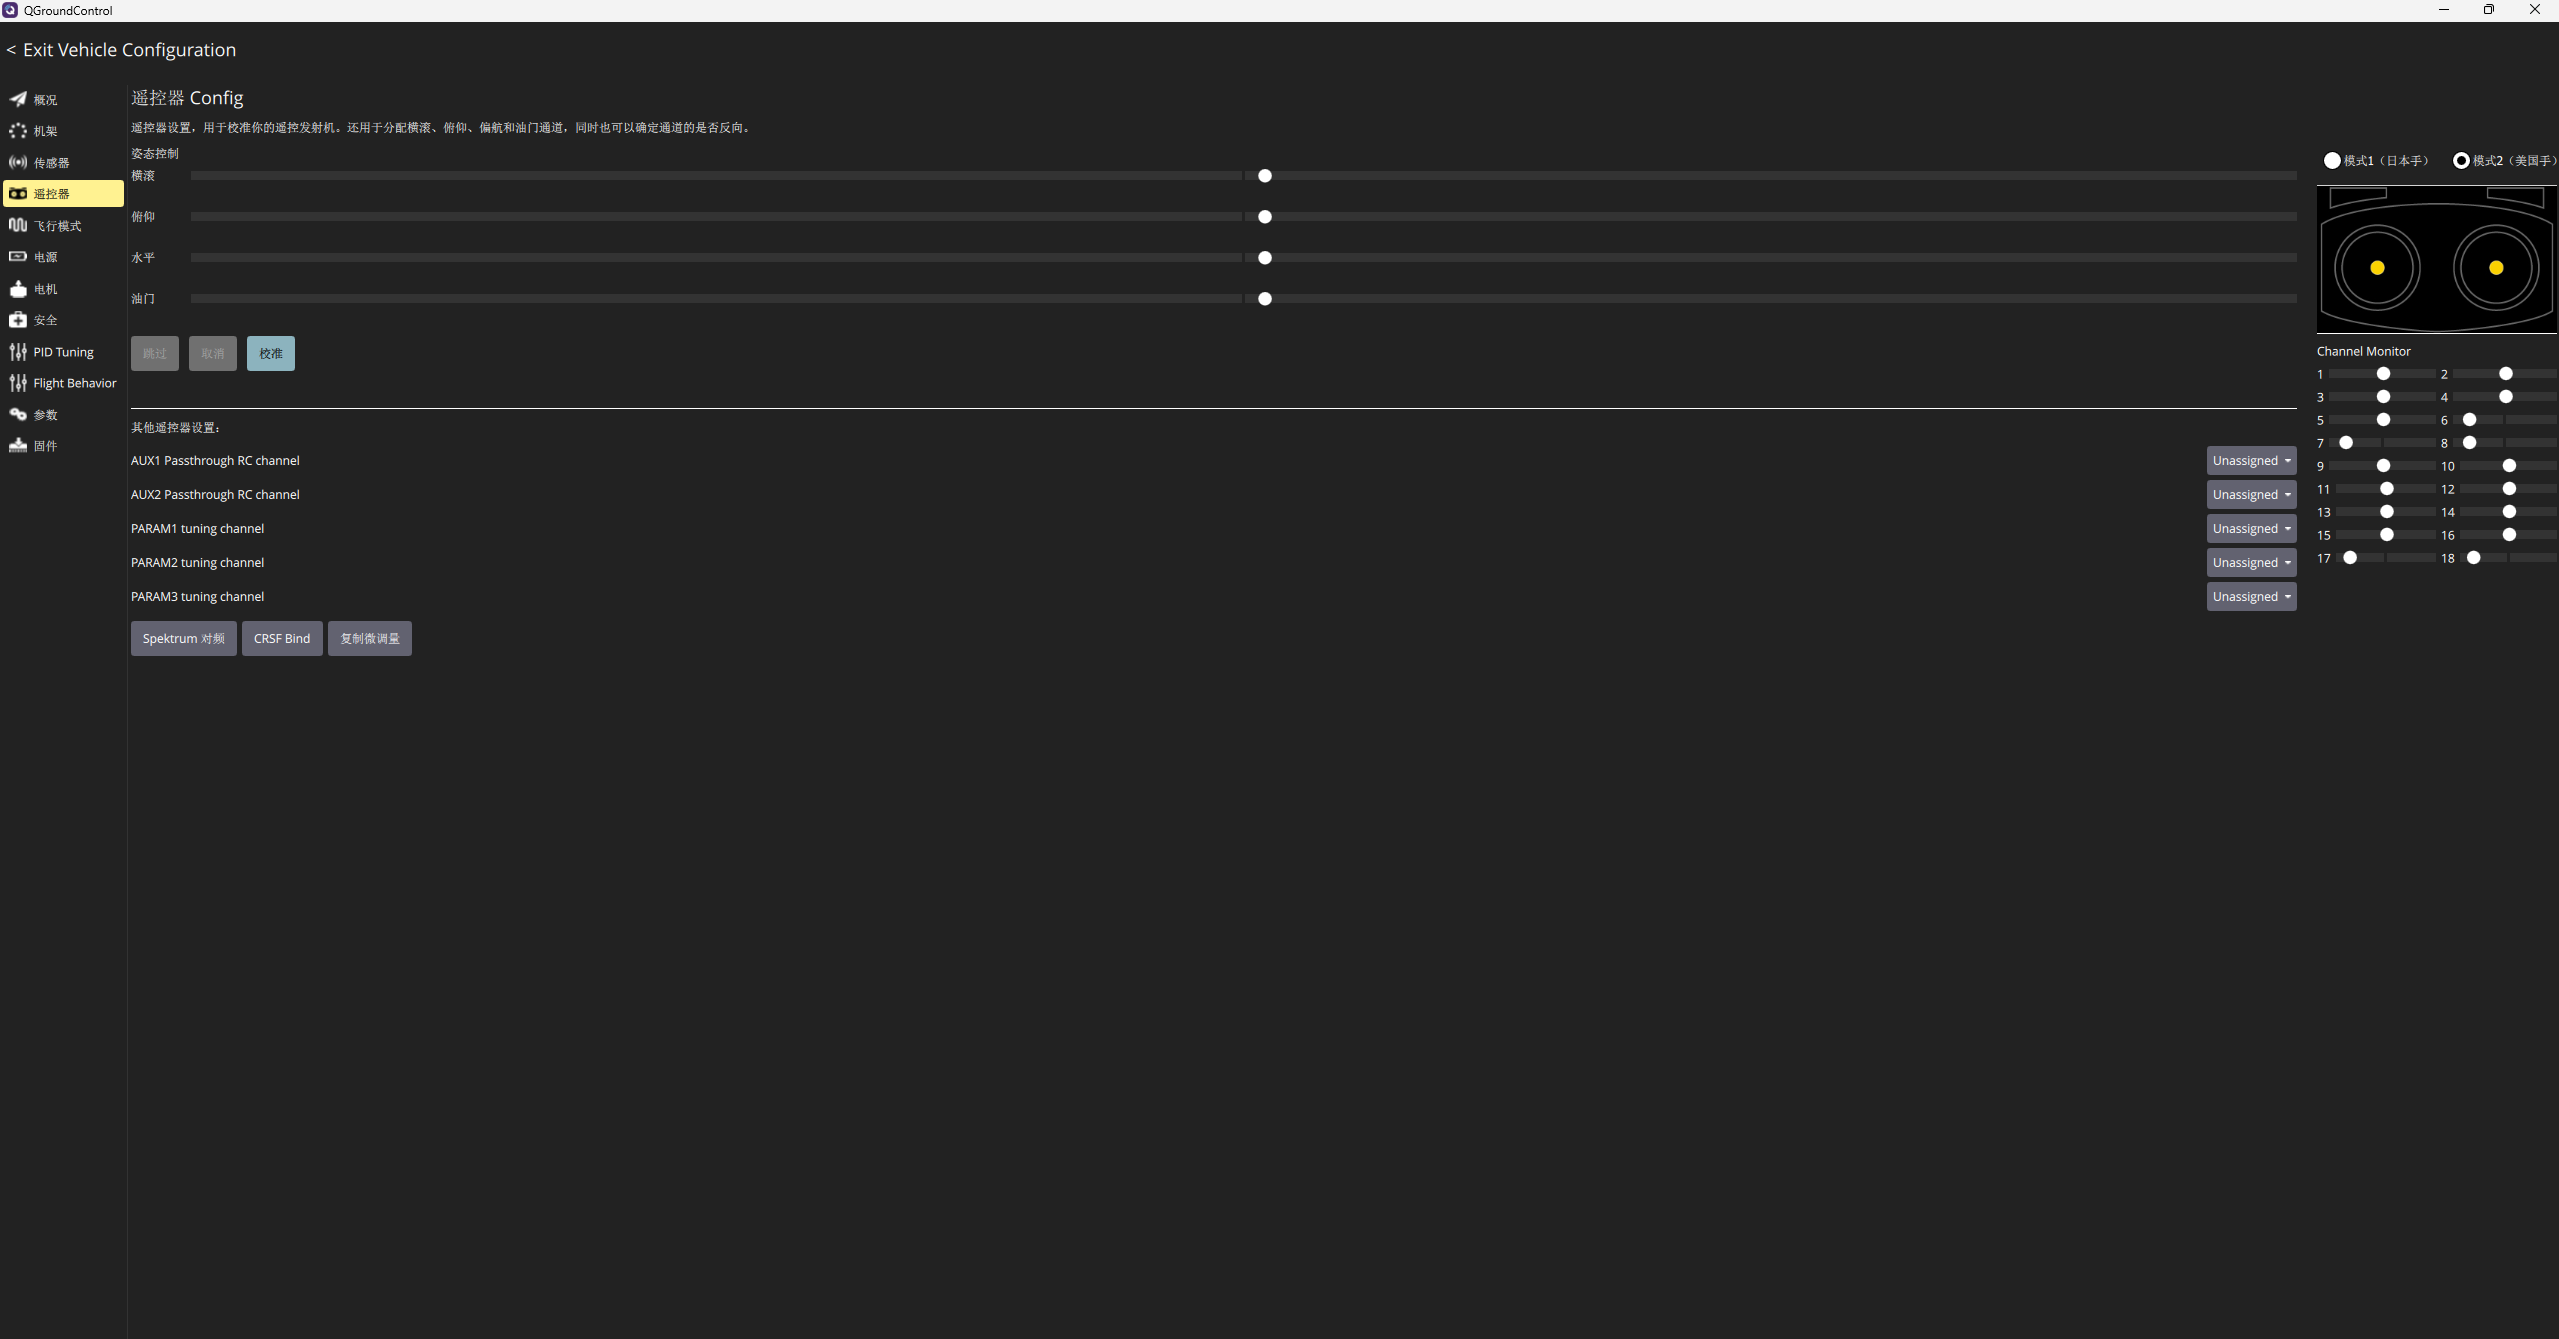 QGroundControl
< Exit Vehicle Configuration
概况
机架
传感器
遥控器
飞行模式
电源
电机
安全
PID Tuning
Flight Behavior
参数
固件
遥控器 Config
遥控器设置，用于校准你的遥控发射机。还用于分配横滚、俯仰、偏航和油门通道，同时也可以确定通道的是否反向。
姿态控制
横滚
俯仰
水平
油门
跳过 取消 校准
其他遥控器设置：
AUX1 Passthrough RC channel Unassigned
AUX2 Passthrough RC channel Unassigned
PARAM1 tuning channel Unassigned
PARAM2 tuning channel Unassigned
PARAM3 tuning channel Unassigned
Spektrum 对频 CRSF Bind 复制微调量
模式1（日本手） 模式2（美国手）
Channel Monitor
1 2
3 4
5 6
7 8
9 10
11 12
13 14
15 16
17 18